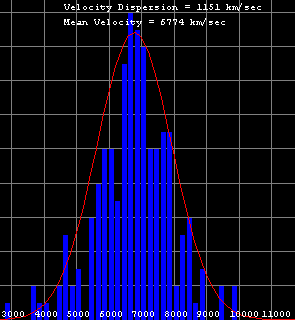 Velocity Dispersion = 1151 km/sec
Mean Velocity = 6774 km/sec
3000 4000 5000 6000 7000 8000 9000 10000 11000